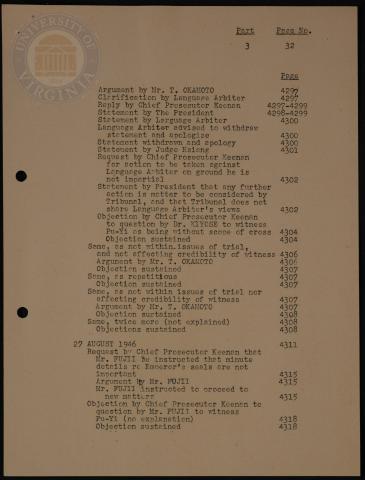 UNIVERSITY OF VIRGINIA
Part Page No.
3 32
Page
Argument by Mr. T. OKAMOTO 4297
Clarification by Language Arbiter 4297
Reply by Chief Prosecutor Keenan 4297-4299
Statement by The President 4298-4299
Statement by Language Arbiter 4300
Language Arbiter advised to withdraw
statement and apologize 4300
Statement withdrawn and apology 4300
Statement by Judge Hsiang 4301
Request by Chief Prosecutor Keenan
for action to be taken against
Language Arbiter on ground he is
not impartial 4302
Statement by President that any further
action is matter to be considered by
Tribunal, and that Tribunal does not
share Language Arbiter's views 4302
Objection by Chief Prosecutor Keenan
to question by Dr. KIYOSE to witness
Pu-Yi as being without scope of cross 4304
Objection sustained 4304
Same, as not within issues of trial,
and not affecting credibility of witness 4306
Argument by Mr. T. OKAMOTO 4306
Objection sustained 4307
Same, as repetitious 4307
Objection sustained 4307
Same, as not within issues of trial nor
affecting credibility of witness 4307
Argument by Mr. T. OKAMOTO 4307
Objection sustained 4308
Same, twice more (not explained) 4308
Objections sustained 4308
27 AUGUST 1946 4311
Request by Chief Prosecutor Keenan that
Mr. FUJII be instructed that minute
details re Emperor's seals are not
important 4315
Argument by Mr. FUJII 4315
Mr. FUJII instructed to proceed to
new matters 4315
Objection by Chief Prosecutor Keenan to
question by Mr. FUJII to witness
Pu-Yi (no explanation) 4318
Objection sustained 4318